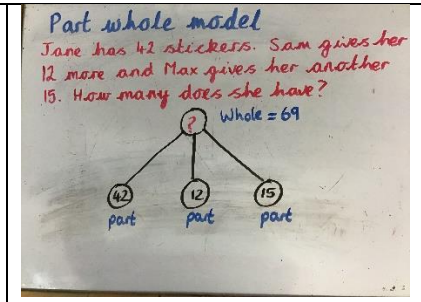 Part whole model
Jane has 42 stickers. Sam gives her
12 more and Max gives her another
15. How many does she have?
? Whole = 69
42 12 15
part part part